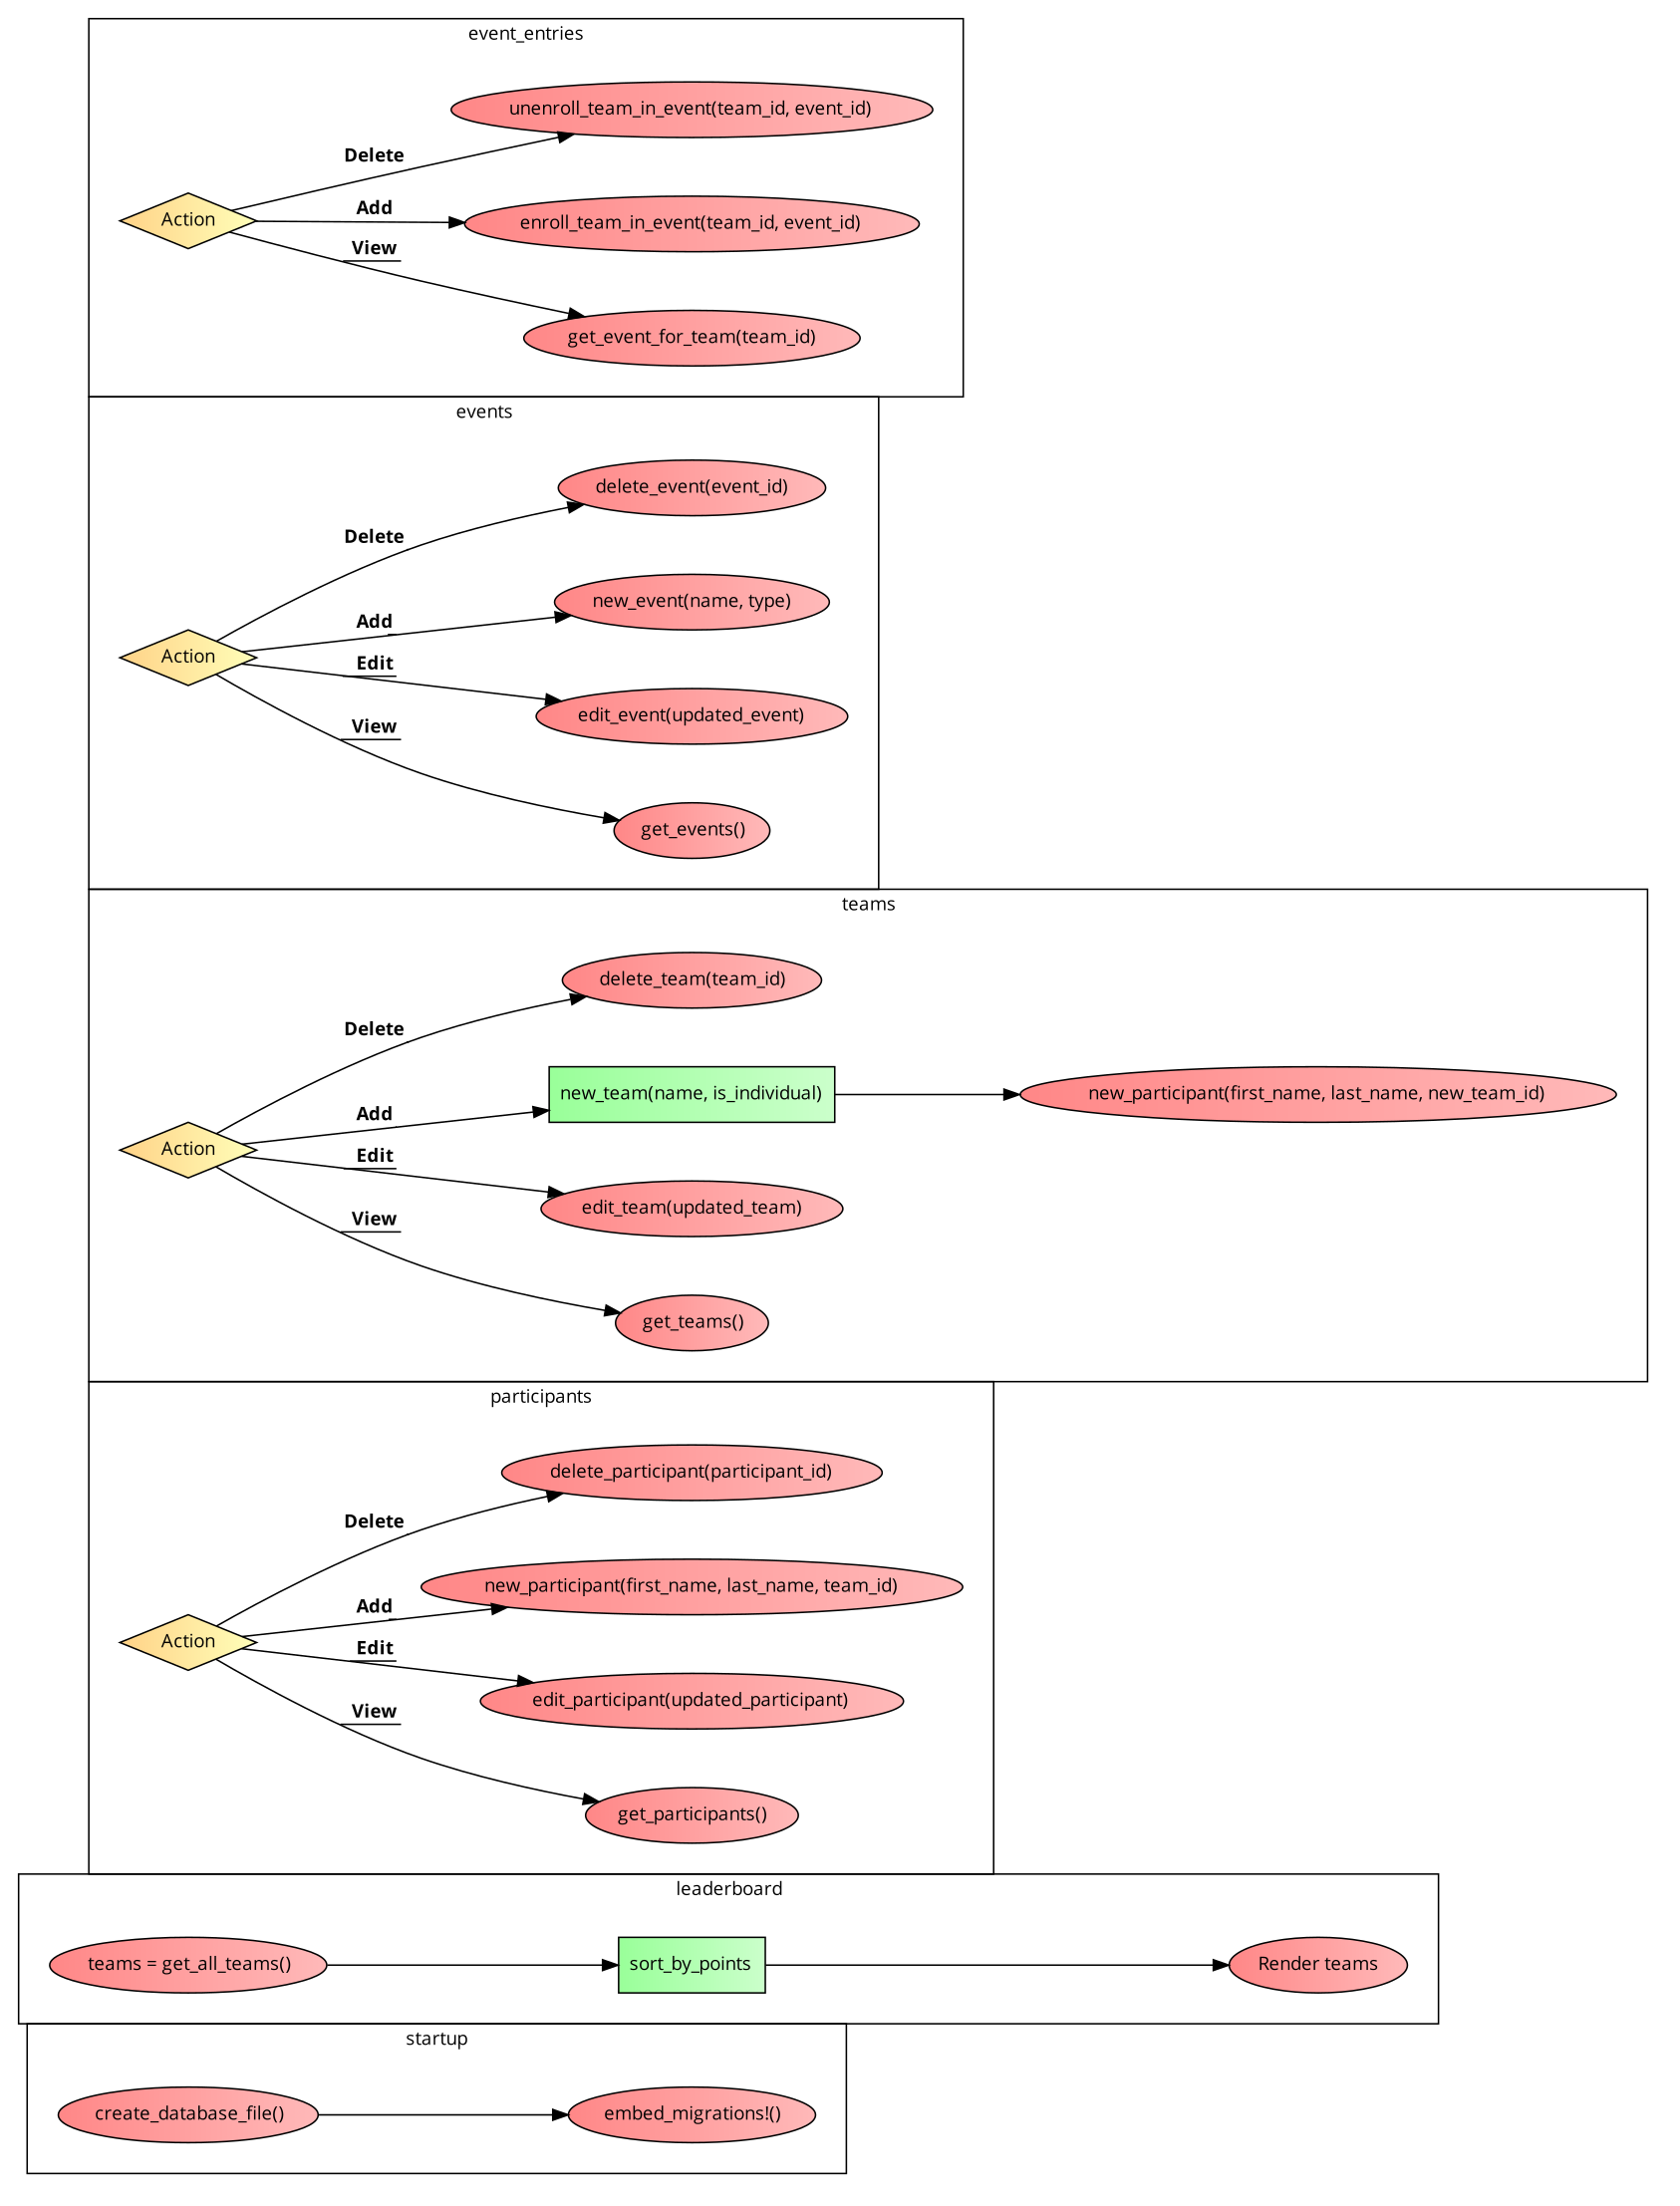 event_entries
unenroll_team_in_event(team_id, event_id)
Delete
Add
Action
enroll_team_in_event(team_id, event_id)
View
get_event_for_team(team_id)
events
delete_event(event_id)
Delete
new_event(name, type)
Add
Action
Edit
edit_event(updated_event)
View
get_events()
teams
delete_team(team_id)
Delete
new_team(name, is_individual)
new_participant(first_name, last_name, new_team_id)
Add
Action
Edit
edit_team(updated_team)
View
get_teams()
participants
delete_participant(participant_id)
Delete
new_participant(first_name, last_name, team_id)
Add
Action
Edit
edit_participant(updated_participant)
View
get_participants()
leaderboard
teams = get_all_teams()
sort_by_points
Render teams
startup
create_database_file()
embed_migrations!()